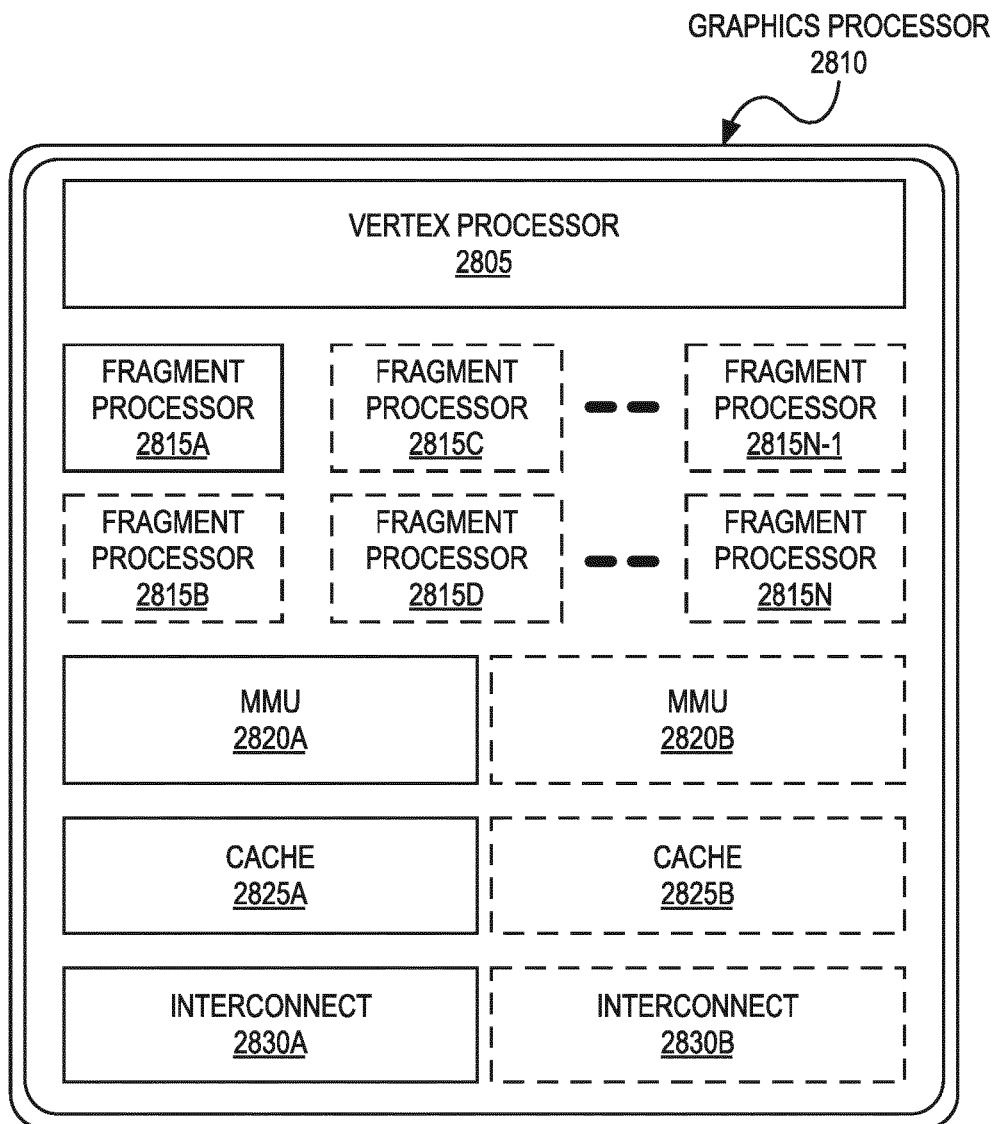 GRAPHICS PROCESSOR
2810
VERTEX PROCESSOR
2805
FRAGMENT
PROCESSOR
2815A
FRAGMENT
PROCESSOR
2815C
FRAGMENT
PROCESSOR
2815N-1
FRAGMENT
PROCESSOR
2815B
FRAGMENT
PROCESSOR
2815D
FRAGMENT
PROCESSOR
2815N
MMU
2820A
MMU
2820B
CACHE
2825A
CACHE
2825B
INTERCONNECT
2830A
INTERCONNECT
2830B